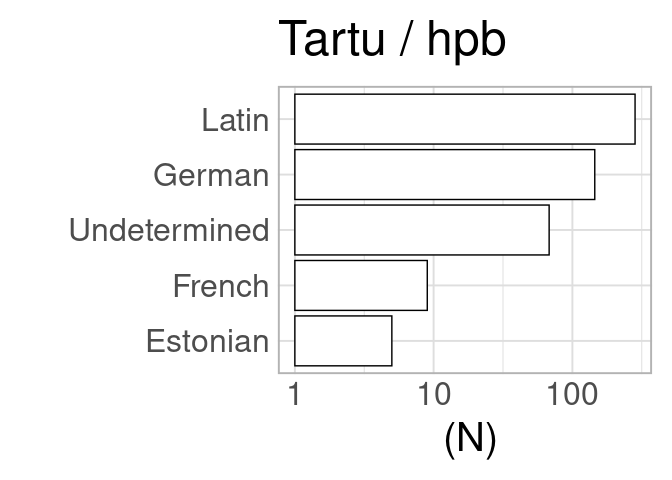 Tartu / hpb
Latin
German
Undetermined
French
Estonian
1 10 100
(N)